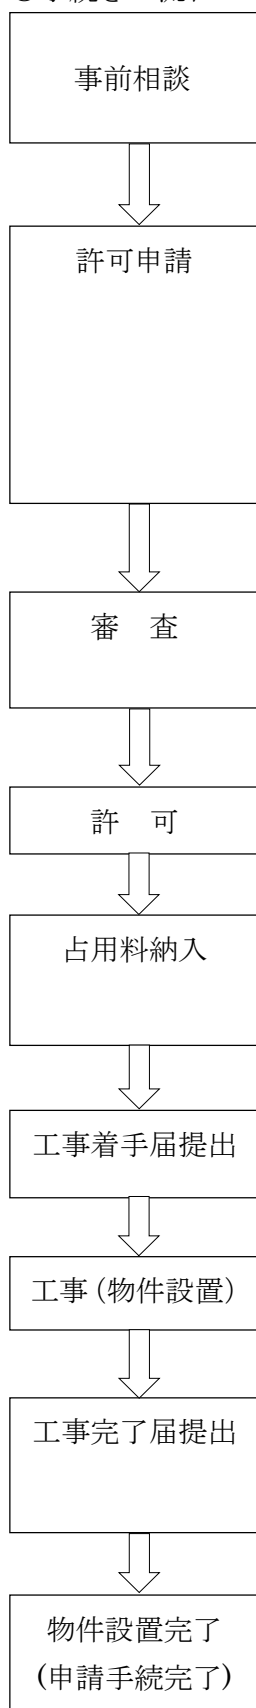 事前相談
許可申請
審　査
許　可
占用料納入
工事着手届提出
工事（物件設置）
工事完了届提出
物件設置完了
(申請手続完了)